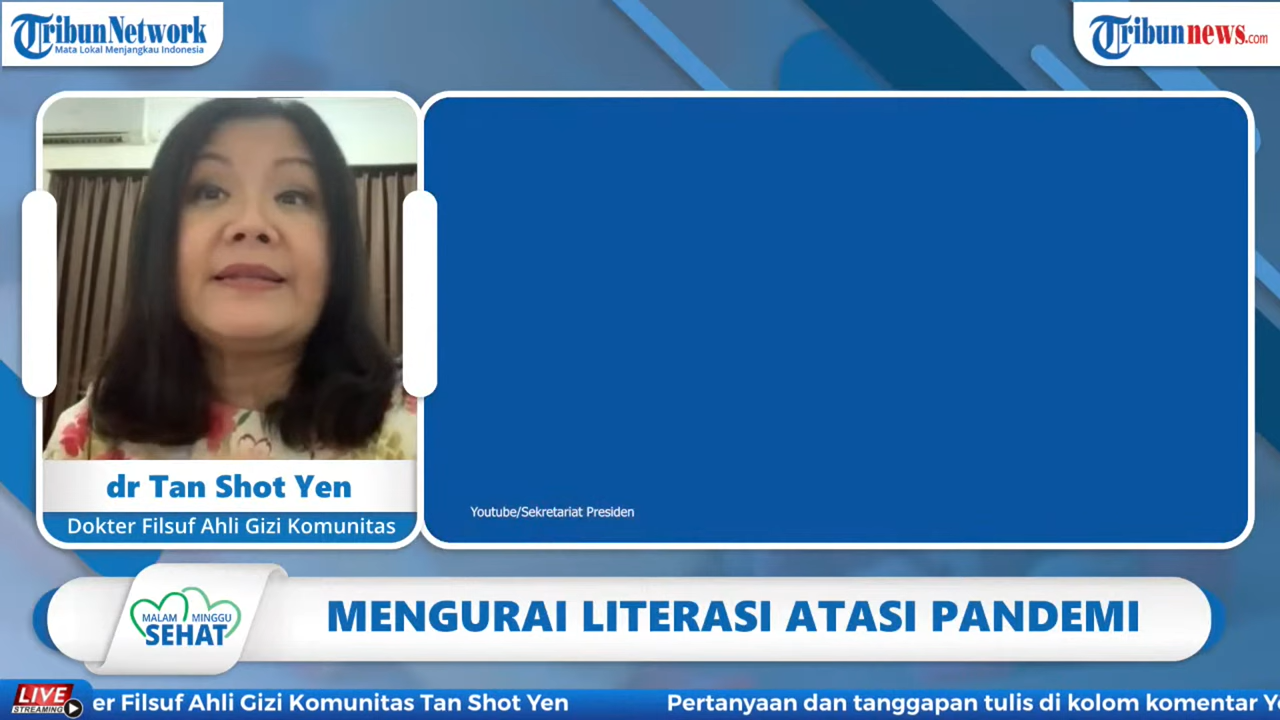 TribunNetwork
Mata Lokal Menjangkau Indonesia
Tribunnews.com
dr Tan Shot Yen
Dokter Filsuf Ahli Gizi Komunitas
Youtube/Sekretariat Presiden
MALAM MINGGU
SEHAT
MENGURAI LITERASI ATASI PANDEMI
LIVE
STREAMING
er Filsuf Ahli Gizi Komunitas Tan Shot Yen Pertanyaan dan tanggapan tulis di kolom komentar Yo